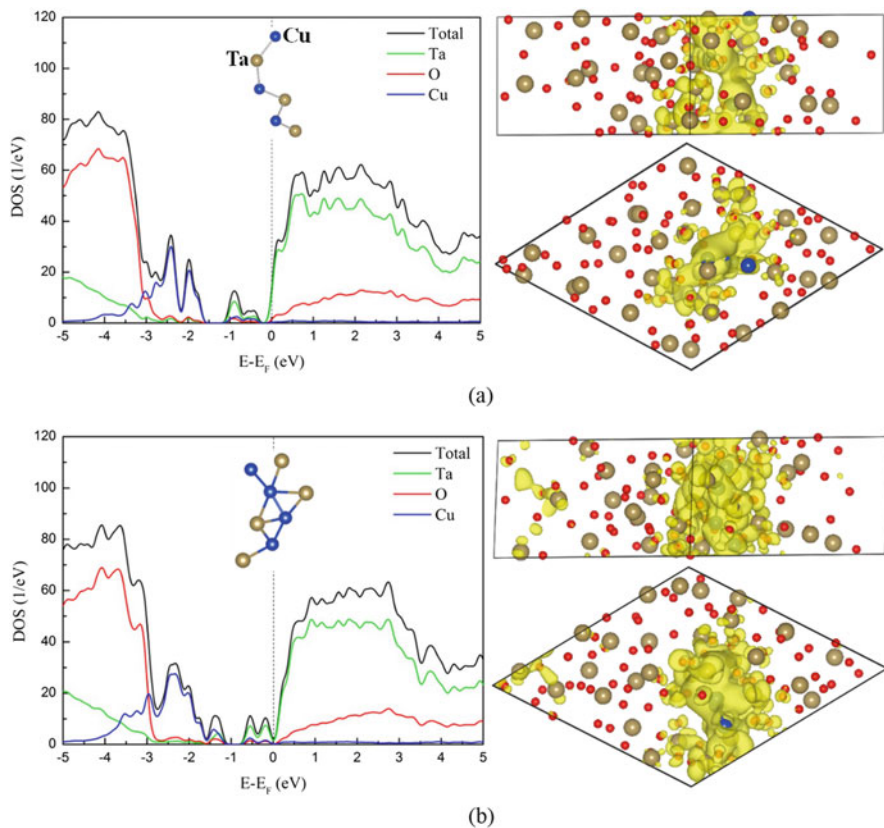 120
100
80
60
40
20
0
DOS (1/eV)
Cu
Ta
Total
Ta
O
Cu
-5 -4 -3 -2 -1 0 1 2 3 4 5
E-E_F (eV)
(a)
120
100
80
60
40
20
0
DOS (1/eV)
Total
Ta
O
Cu
-5 -4 -3 -2 -1 0 1 2 3 4 5
E-E_F (eV)
(b)